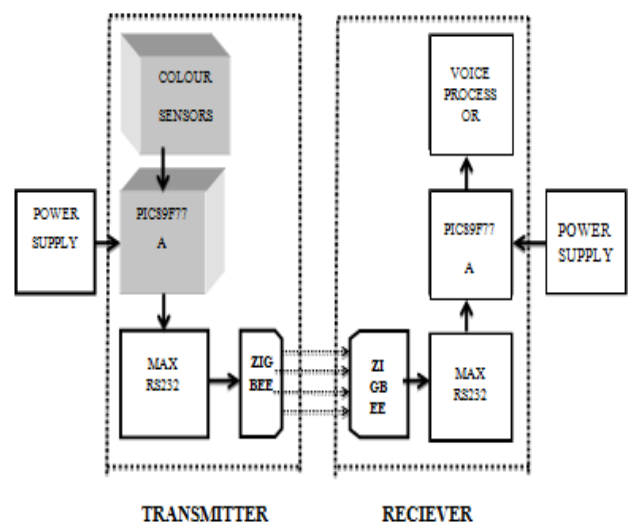 COLOUR
SENSORS
POWER
SUPPLY
PIC89F77
A
MAX
RS232
ZIG
BEE
VOICE
PROCESS
OR
PIC89F77
A
POWER
SUPPLY
ZI
GB
EE
MAX
RS232
TRANSMITTER
RECIEVER